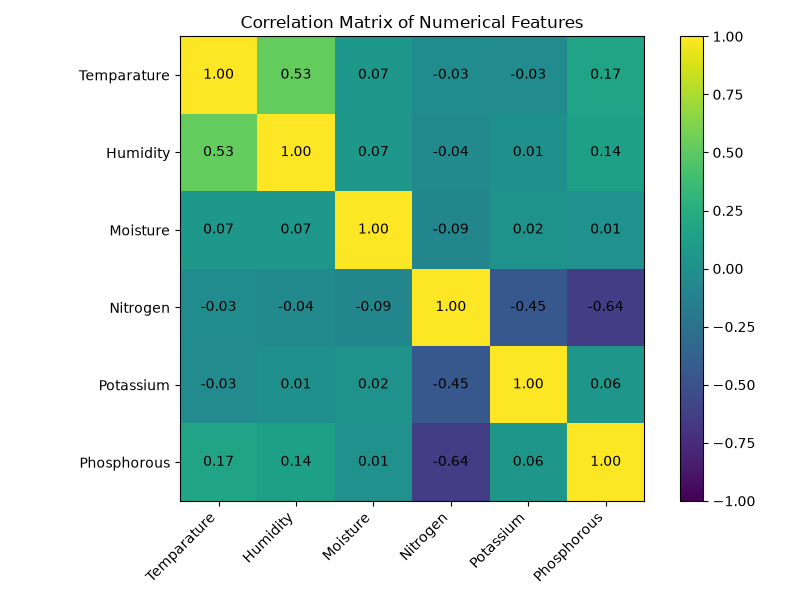 Correlation Matrix of Numerical Features
Temparature 1.00 0.53 0.07 -0.03 -0.03 0.17
Humidity 0.53 1.00 0.07 -0.04 0.01 0.14
Moisture 0.07 0.07 1.00 -0.09 0.02 0.01
Nitrogen -0.03 -0.04 -0.09 1.00 -0.45 -0.64
Potassium -0.03 0.01 0.02 -0.45 1.00 0.06
Phosphorous 0.17 0.14 0.01 -0.64 0.06 1.00
Temparature Humidity Moisture Nitrogen Potassium Phosphorous
1.00
0.75
0.50
0.25
0.00
−0.25
−0.50
−0.75
−1.00